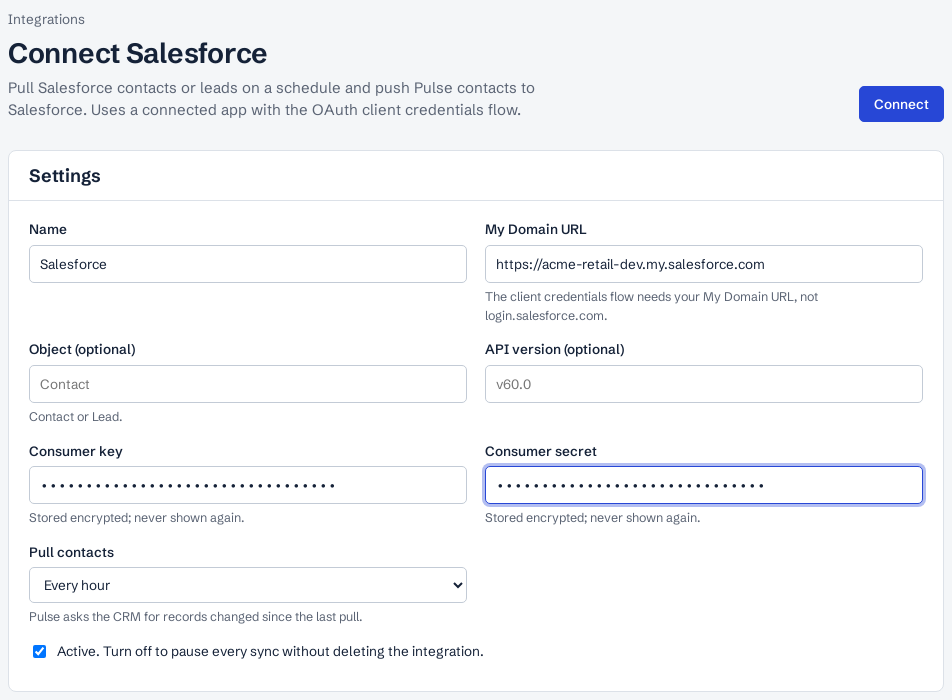 Integrations
Connect Salesforce
Pull Salesforce contacts or leads on a schedule and push Pulse contacts to
Salesforce. Uses a connected app with the OAuth client credentials flow.
Connect
Settings
Name
Salesforce
My Domain URL
https://acme-retail-dev.my.salesforce.com
The client credentials flow needs your My Domain URL, not
login.salesforce.com.
Object (optional)
Contact
Contact or Lead.
API version (optional)
v60.0
Consumer key
•••••••••••••••••••••••••••••••••
Stored encrypted; never shown again.
Consumer secret
••••••••••••••••••••••••••••••
Stored encrypted; never shown again.
Pull contacts
Every hour
Pulse asks the CRM for records changed since the last pull.
Active. Turn off to pause every sync without deleting the integration.